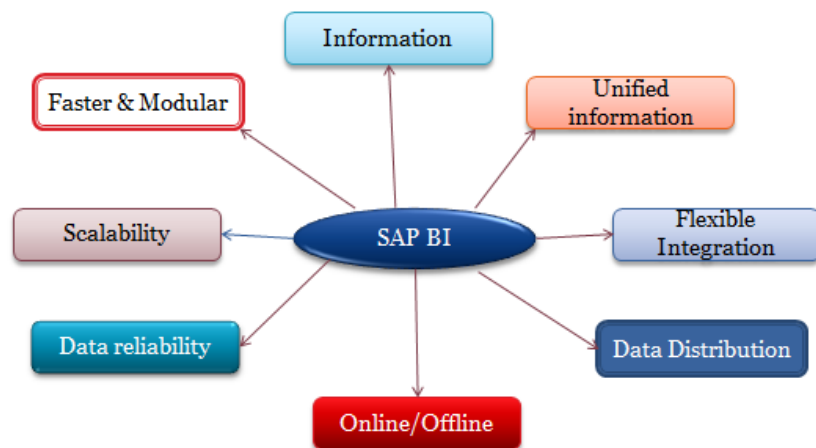 Information
Faster & Modular
Unified
information
Scalability
SAP BI
Flexible
Integration
Data reliability
Data Distribution
Online/Offline